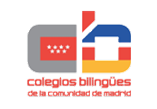 colegios bilingües
de la comunidad de madrid